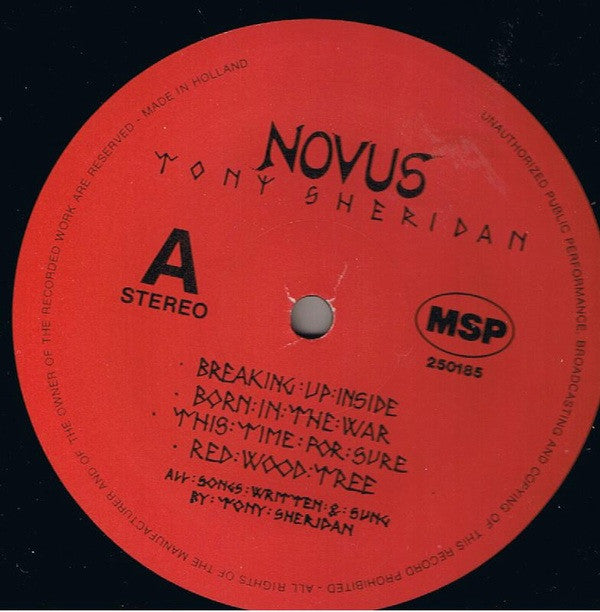 NOVUS
TONY SHERIDAN
A
STEREO
MSP
250185
· BREAKING:UP:INSIDE
· BORN:IN:THE:WAR
· THIS:TIME:FOR:SURE
· RED:WOOD:TREE
ALL:SONGS:WRITTEN:&:SUNG
BY:TONY:SHERIDAN
UNAUTHORIZED PUBLIC PERFORMANCE, BROADCASTING AND COPYING OF THIS RECORD PROHIBITED - ALL RIGHTS OF THE MANUFACTURER AND OF THE OWNER OF THE RECORDED WORK ARE RESERVED - MADE IN HOLLAND